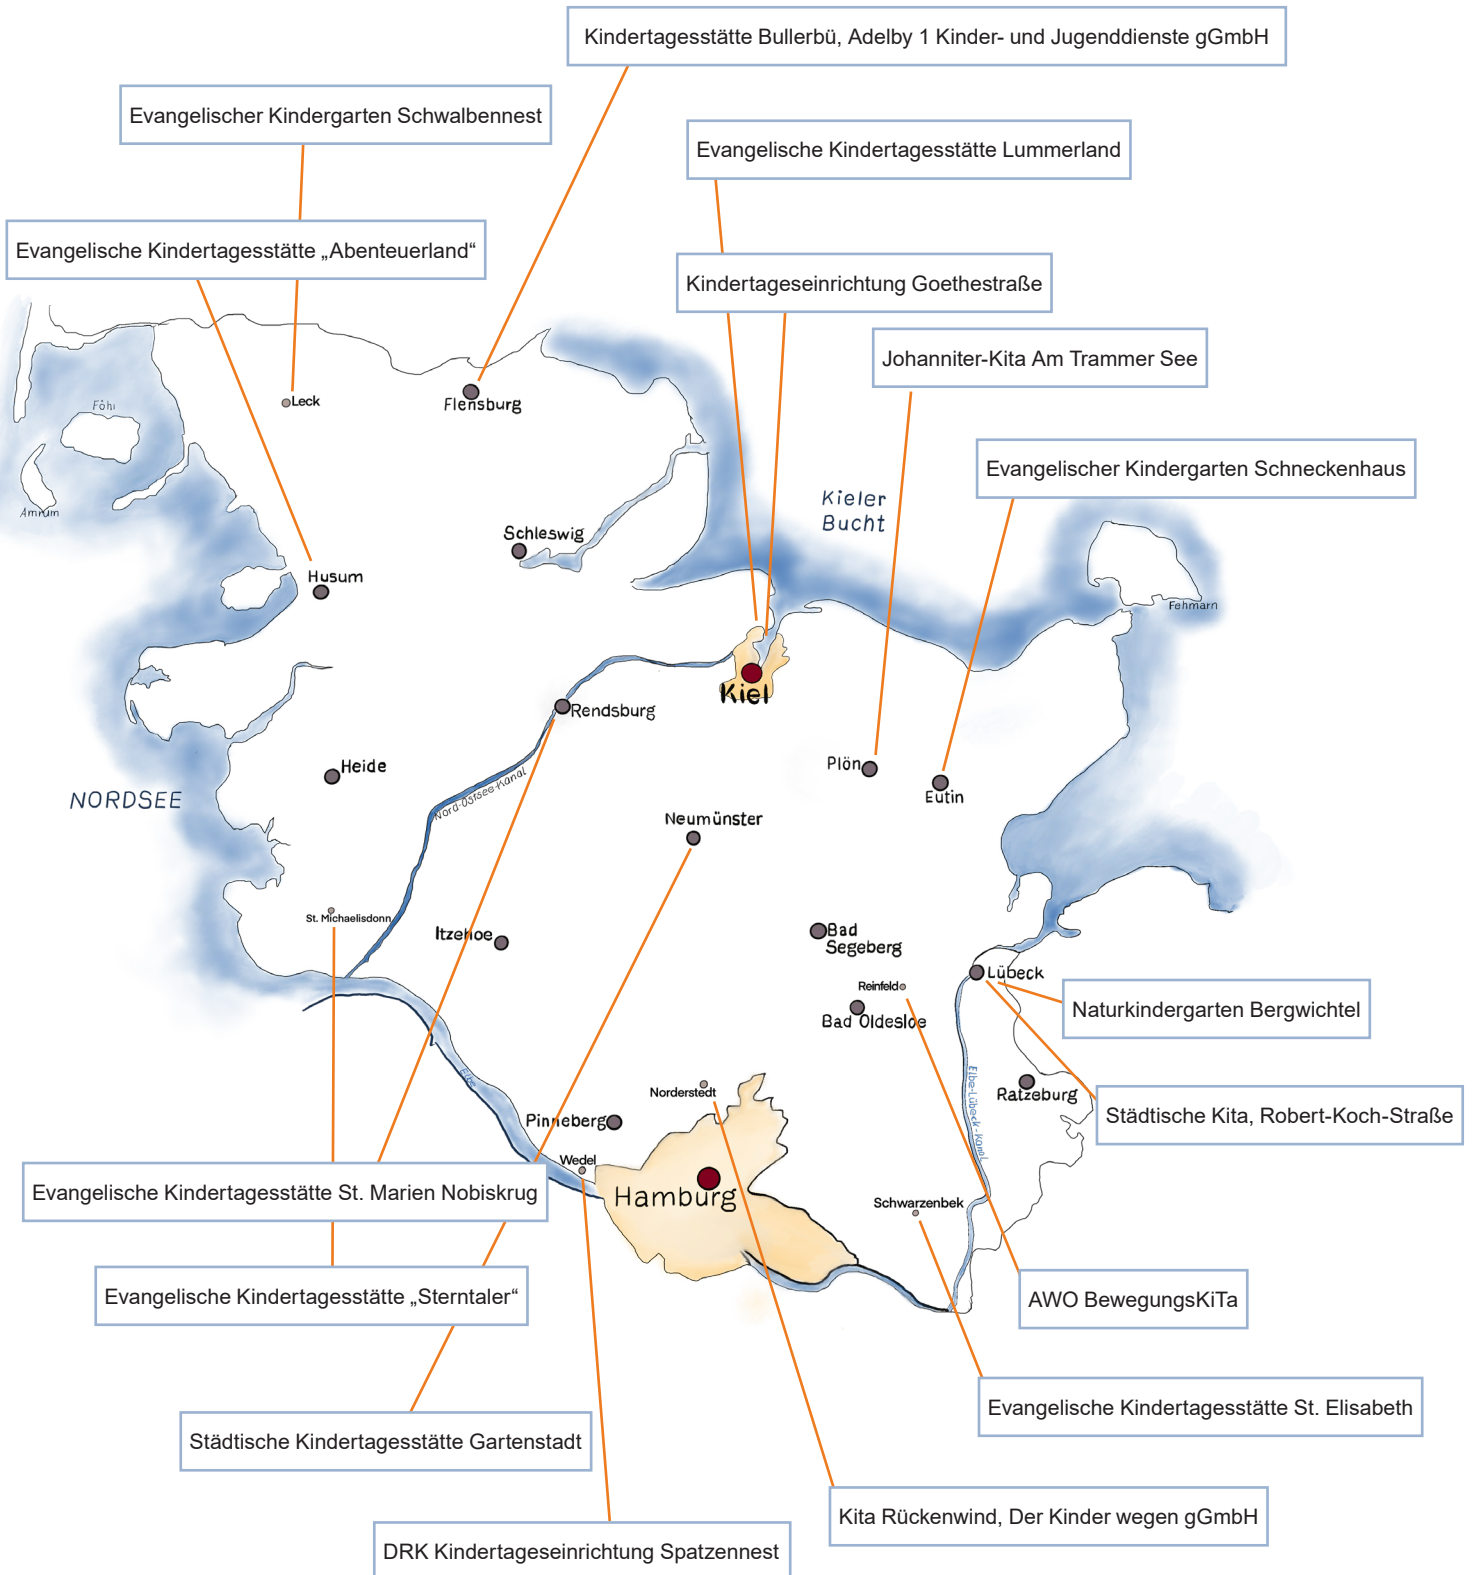 Kindertagesstätte Bullerbü, Adelby 1 Kinder- und Jugenddienste gGmbH
Evangelischer Kindergarten Schwalbennest
Evangelische Kindertagesstätte Lummerland
Evangelische Kindertagesstätte „Abenteuerland“
Kindertageseinrichtung Goethestraße
Johanniter-Kita Am Trammer See
Leck
Flensburg
Föhr
Evangelischer Kindergarten Schneckenhaus
Kieler
Bucht
Amrum
Schleswig
Husum
Fehmarn
Kiel
Rendsburg
Heide
Plön
Nord-Ostsee-Kanal
Eutin
NORDSEE
Neumünster
St. Michaelisdonn
Itzehoe
Bad
Segeberg
Lübeck
Reinfeld
Naturkindergarten Bergwichtel
Bad Oldesloe
Elbe
Elbe-Lübeck-Kanal
Norderstedt
Ratzeburg
Städtische Kita, Robert-Koch-Straße
Pinneberg
Wedel
Evangelische Kindertagesstätte St. Marien Nobiskrug
Hamburg
Schwarzenbek
Evangelische Kindertagesstätte „Sterntaler“
AWO BewegungsKiTa
Evangelische Kindertagesstätte St. Elisabeth
Städtische Kindertagesstätte Gartenstadt
Kita Rückenwind, Der Kinder wegen gGmbH
DRK Kindertageseinrichtung Spatzennest